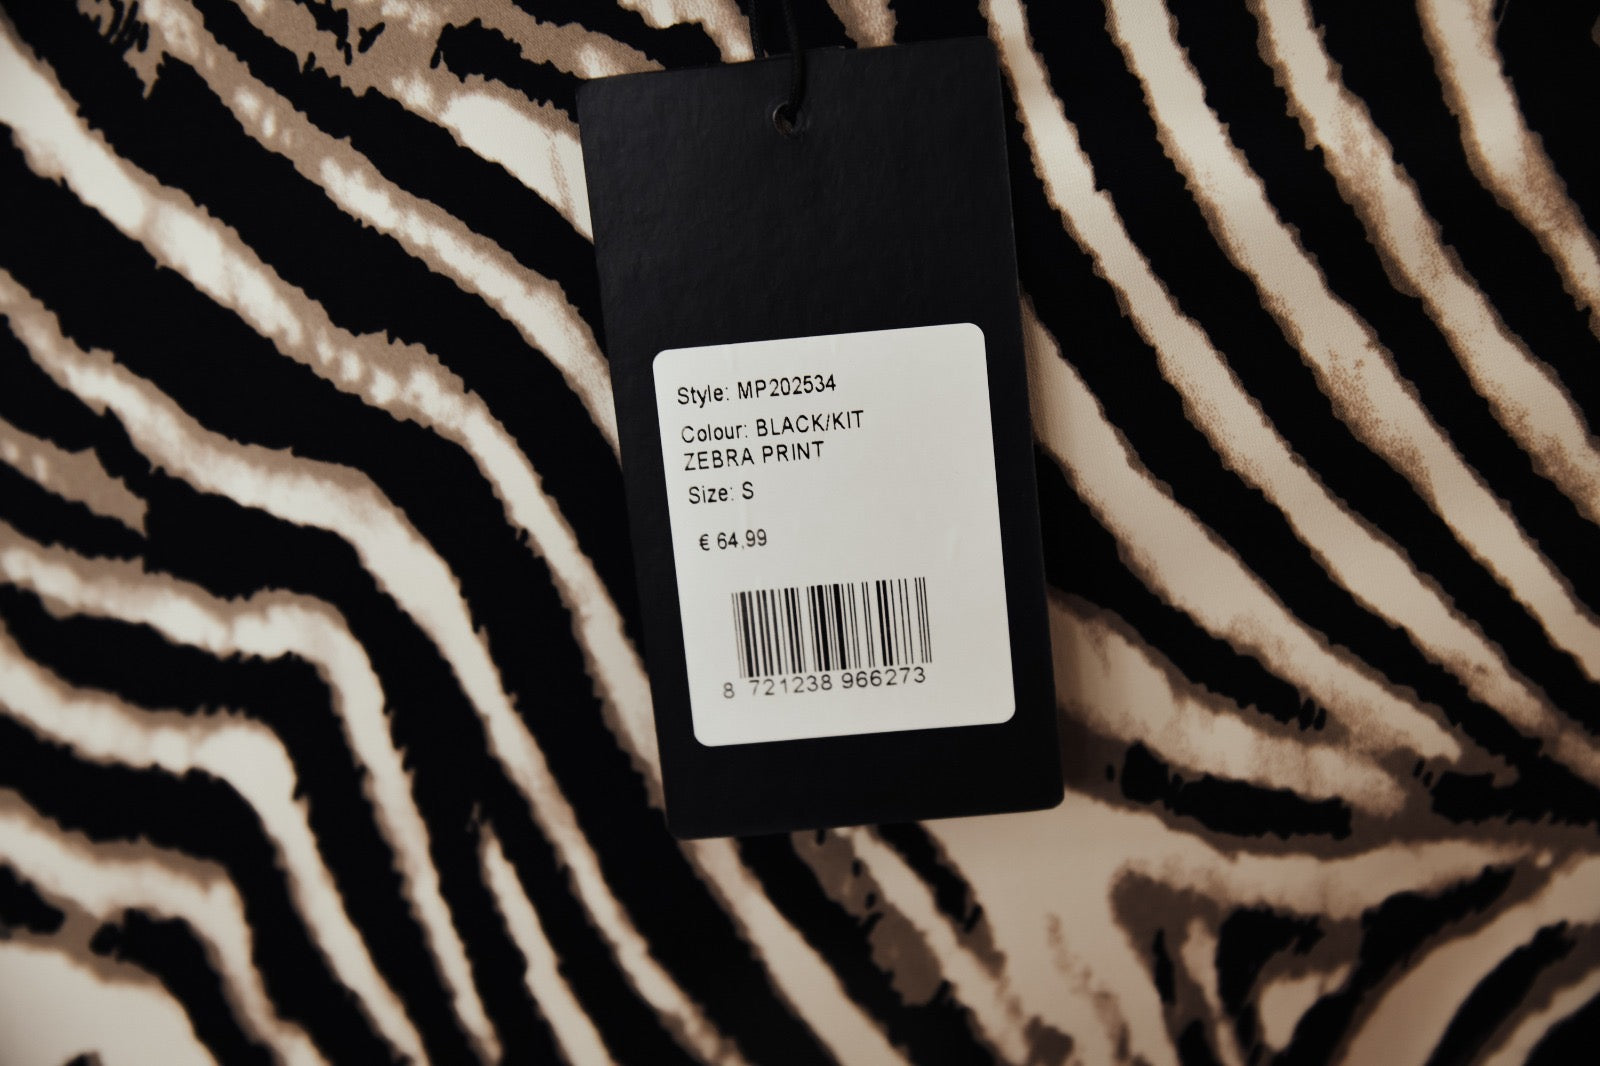 Style: MP202534
Colour: BLACK/KIT
ZEBRA PRINT
Size: S
€ 64,99
8 721238 966273